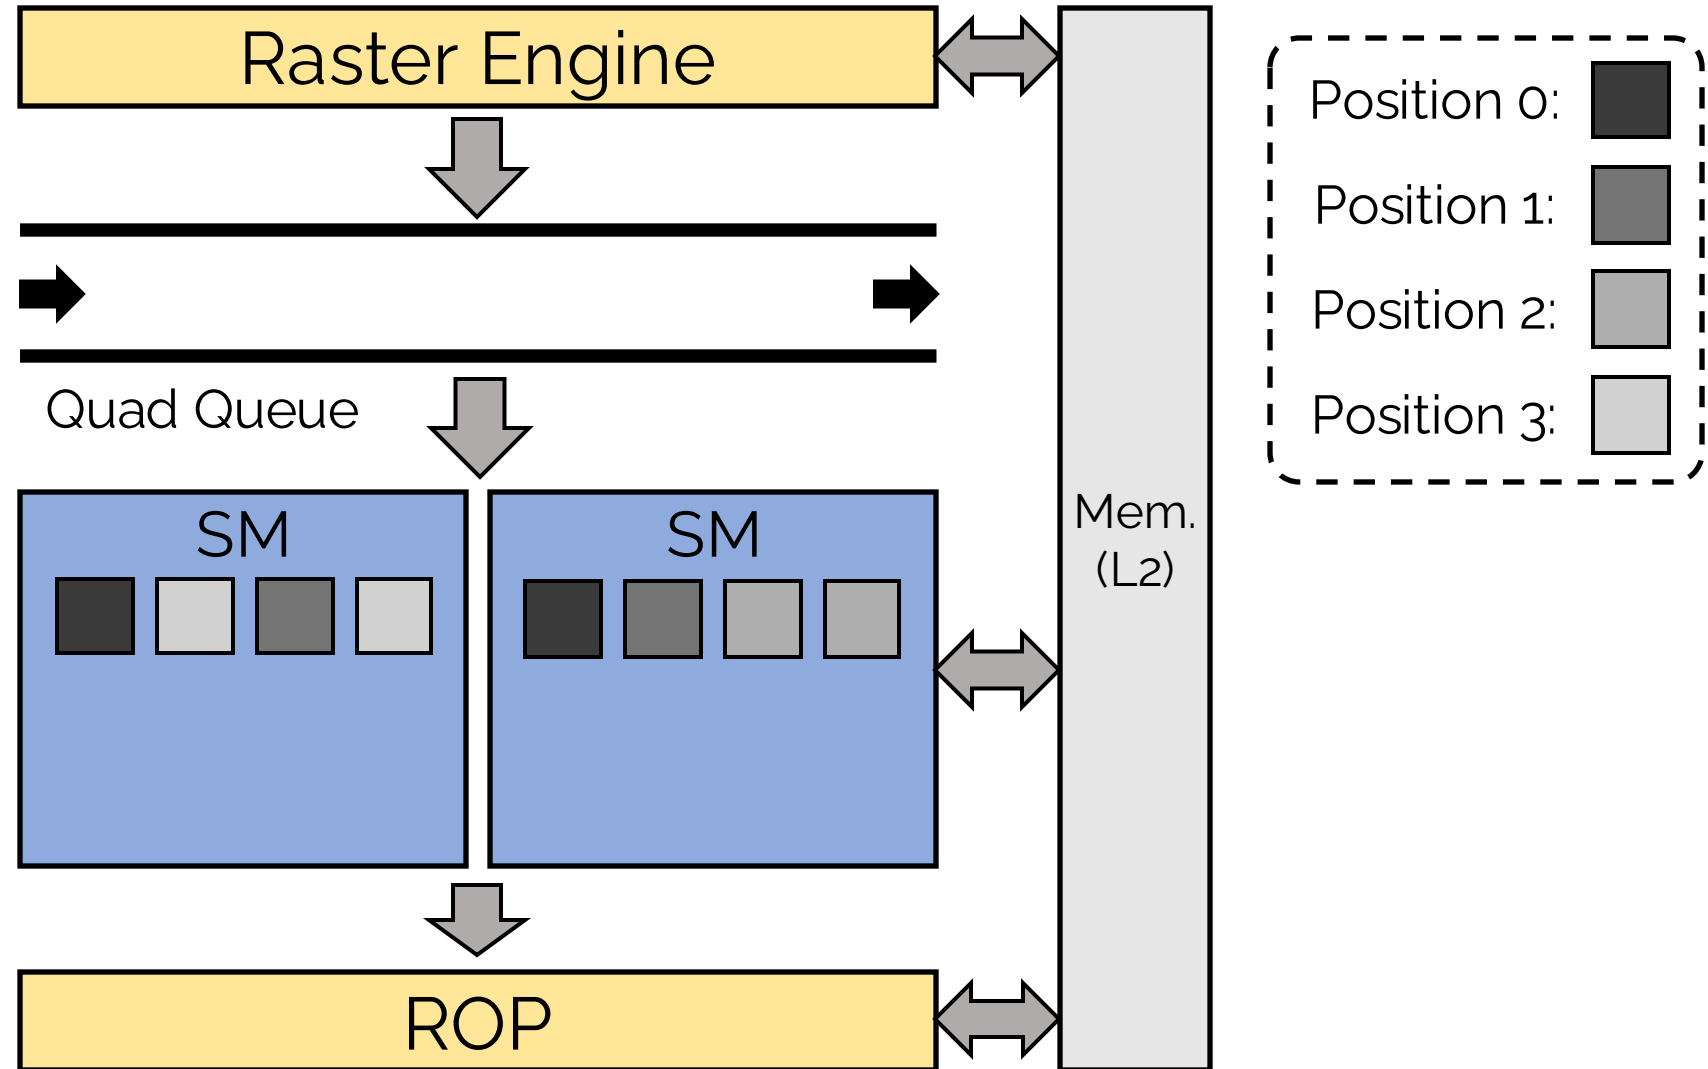 Raster Engine
Quad Queue
SM
SM
ROP
Mem.
(L2)
Position 0:
Position 1:
Position 2:
Position 3: